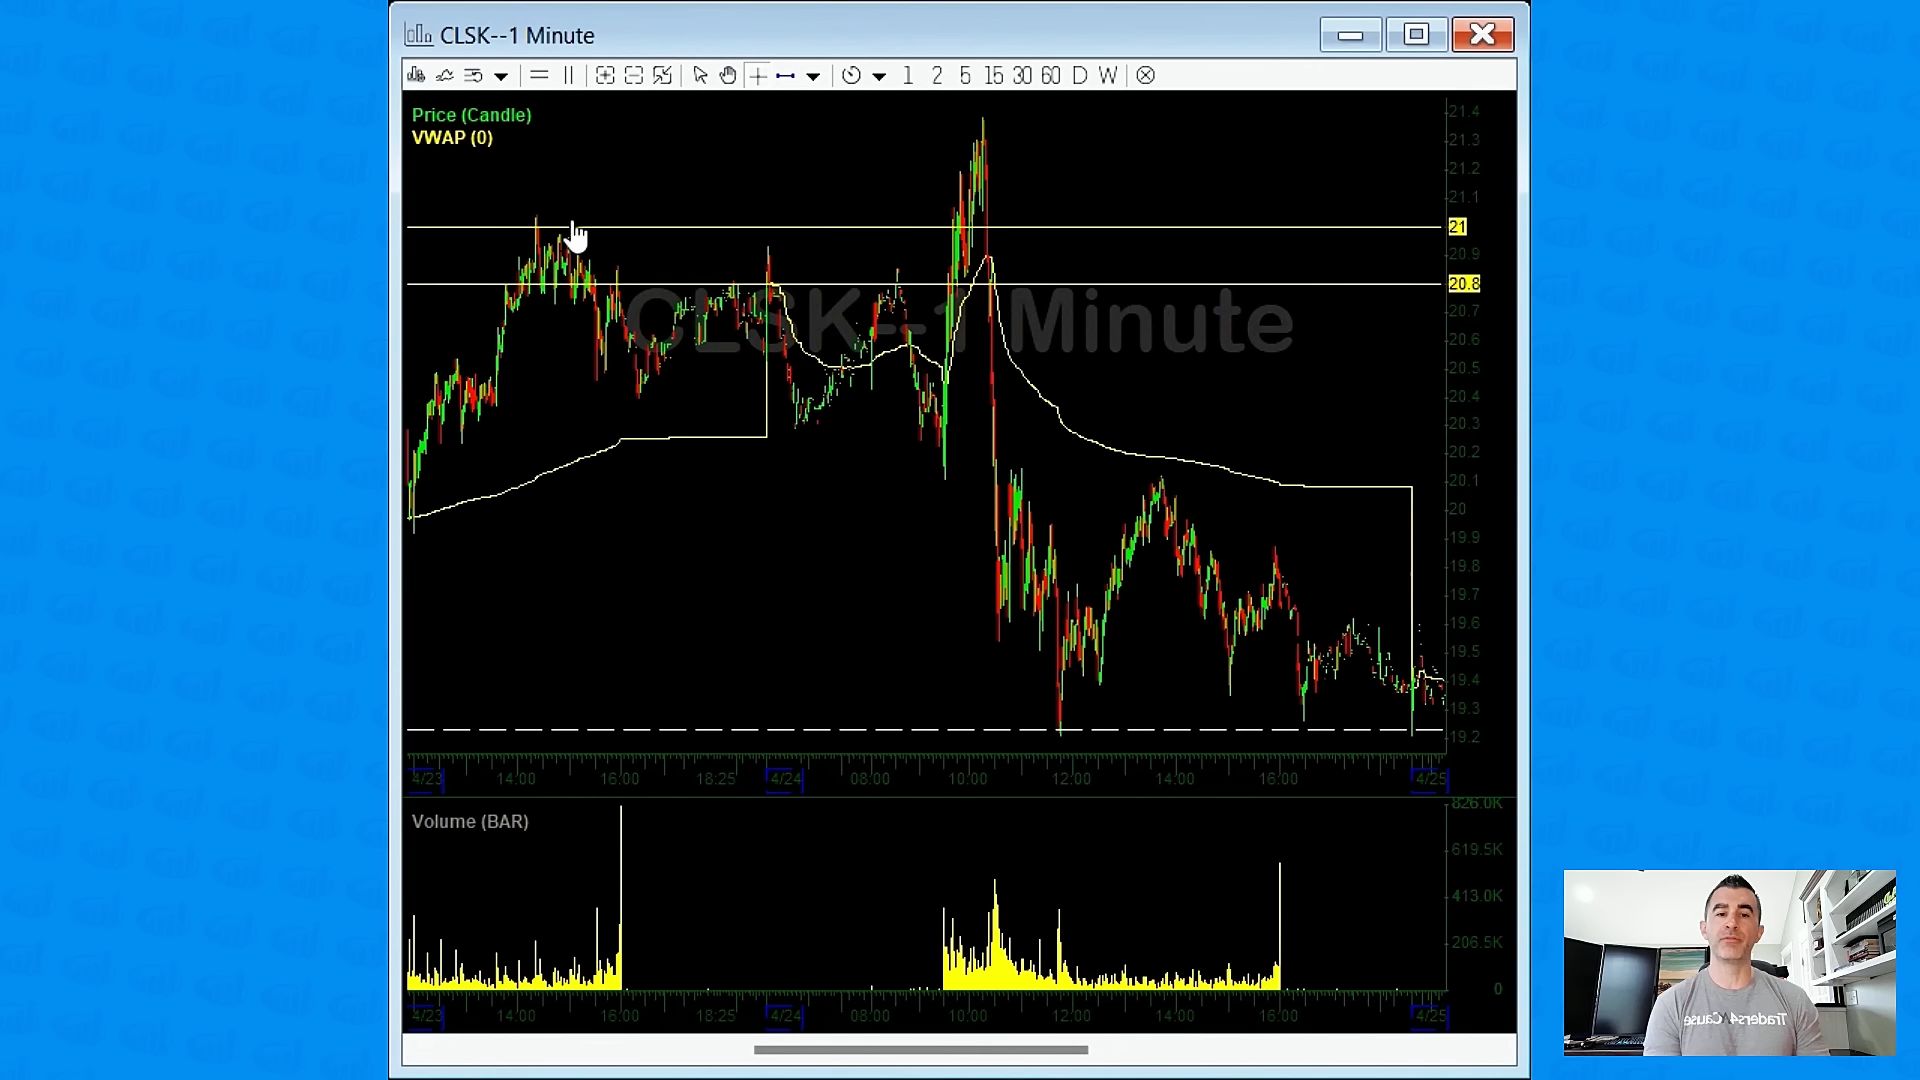 CLSK--1 Minute
1 2 5 15 30 60 D W
Price (Candle)
VWAP (0)
CLSK--1 Minute
21.4
21.3
21.2
21.1
21
20.9
20.8
20.7
20.6
20.5
20.4
20.3
20.2
20.1
20
19.9
19.8
19.7
19.6
19.5
19.4
19.3
19.2
4/23 14:00 16:00 18:25 4/24 08:00 10:00 12:00 14:00 16:00 4/25
Volume (BAR)
826.0K
619.5K
413.0K
206.5K
0
4/23 14:00 16:00 18:25 4/24 08:00 10:00 12:00 14:00 16:00 4/25
Traders4ACause